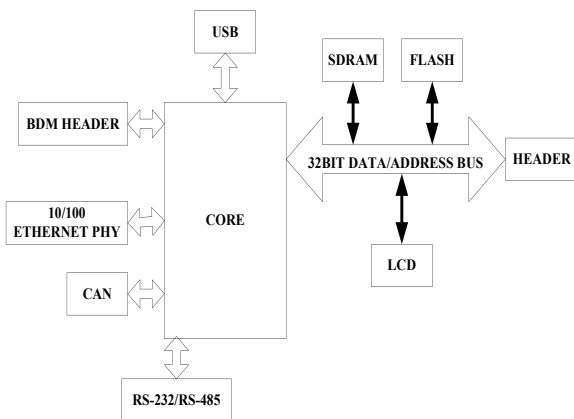 USB
SDRAM
FLASH
BDM HEADER
32BIT DATA/ADDRESS BUS
HEADER
10/100
ETHERNET PHY
CORE
LCD
CAN
RS-232/RS-485